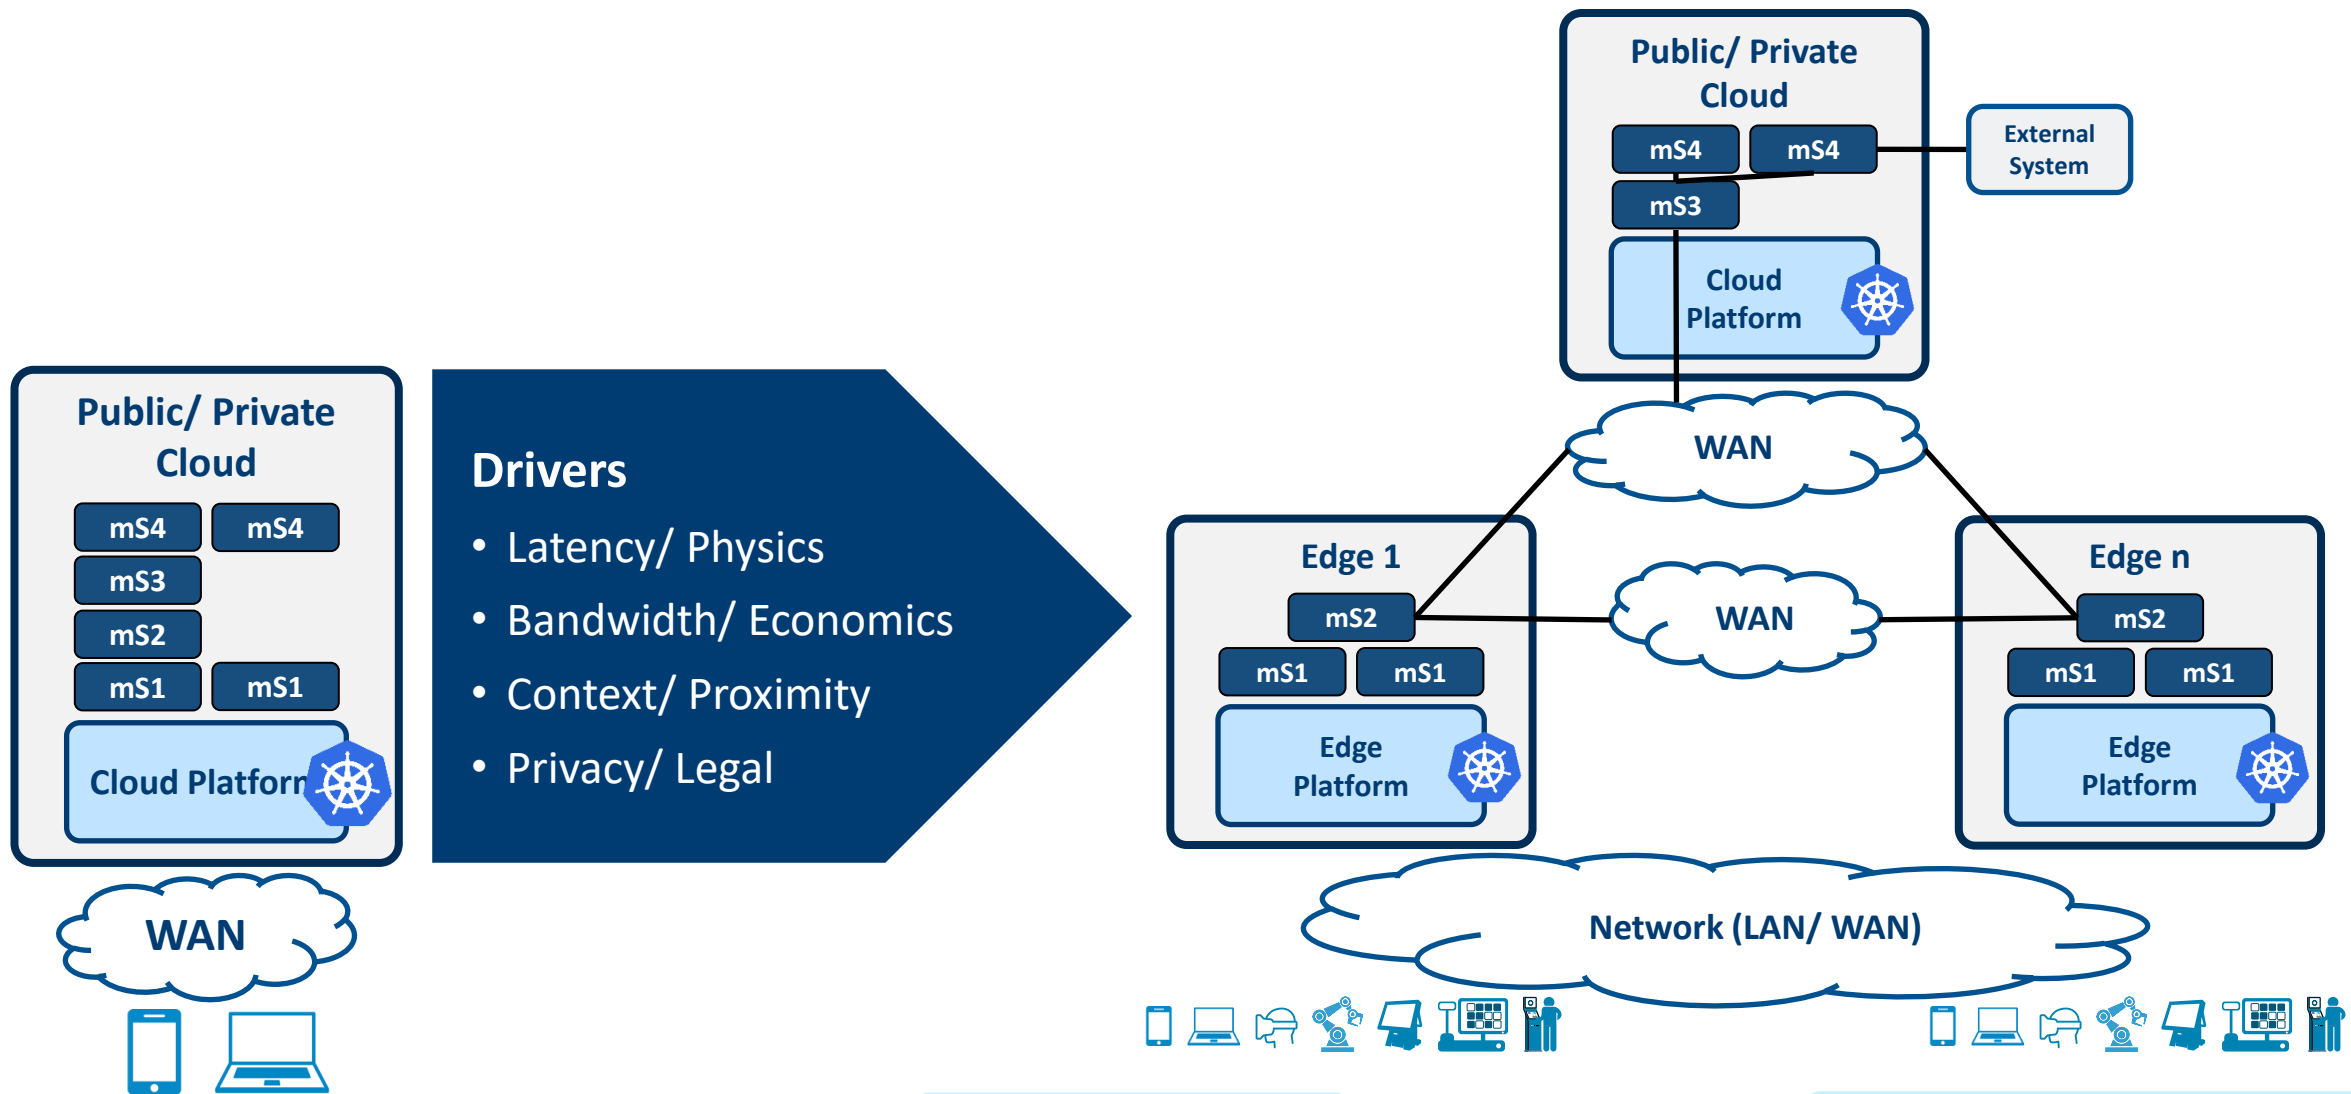 Public/ Private
Cloud
mS4 mS4
mS3
mS2
mS1 mS1
Cloud Platform
WAN
Drivers
• Latency/ Physics
• Bandwidth/ Economics
• Context/ Proximity
• Privacy/ Legal
Public/ Private
Cloud
mS4 mS4
mS3
Cloud
Platform
External
System
WAN
Edge 1
mS2
mS1 mS1
Edge
Platform
WAN
Edge n
mS2
mS1 mS1
Edge
Platform
Network (LAN/ WAN)